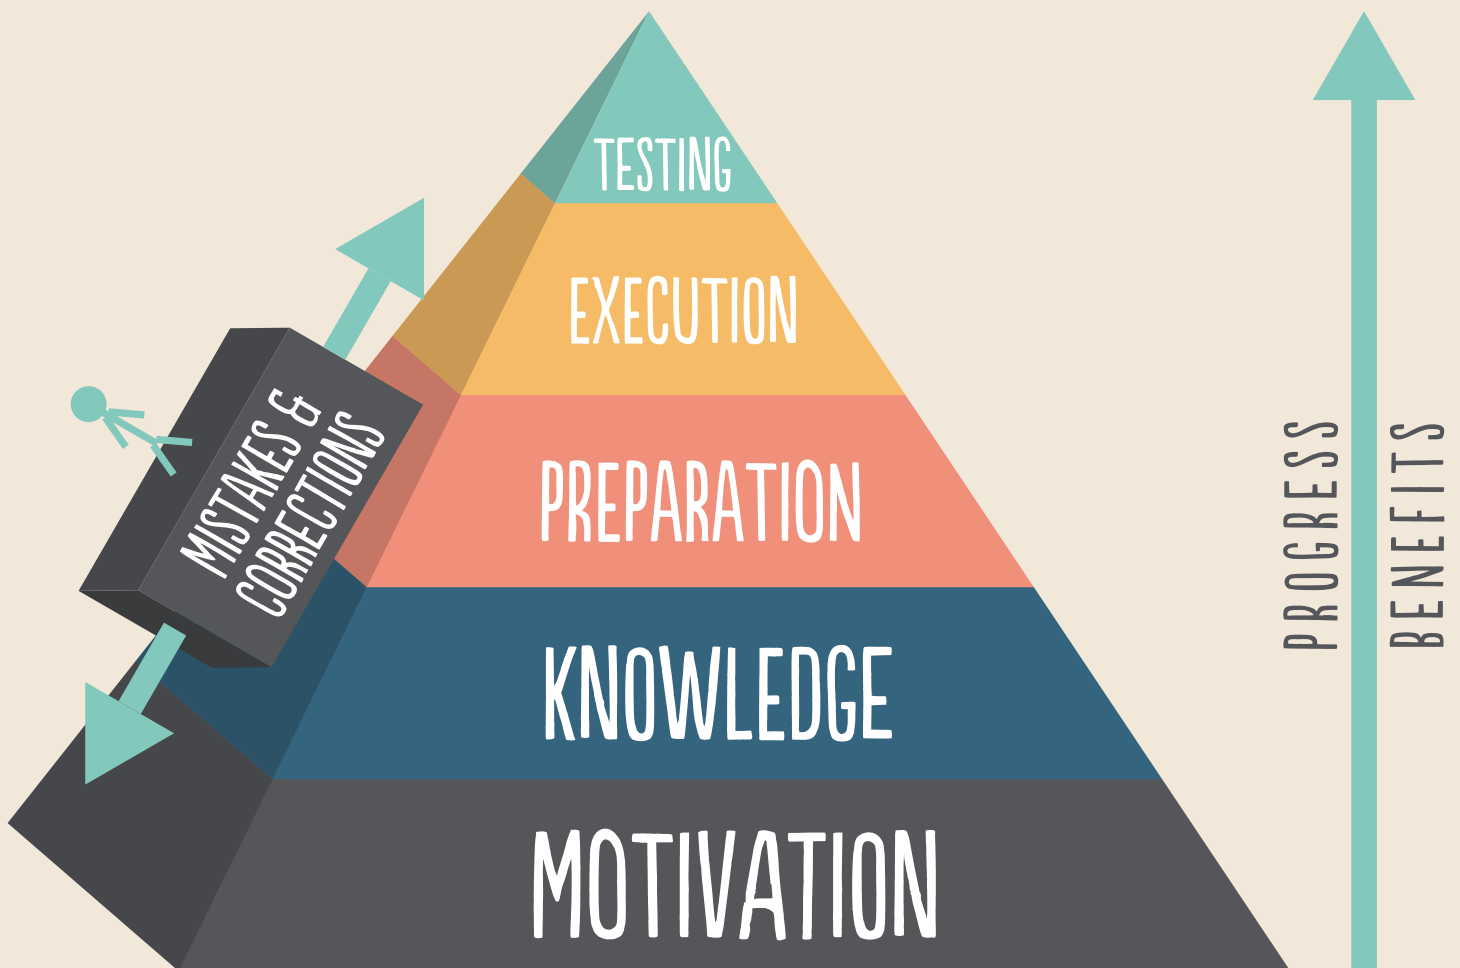 TESTING
EXECUTION
PREPARATION
KNOWLEDGE
MOTIVATION
MISTAKES &
CORRECTIONS
PROGRESS
BENEFITS